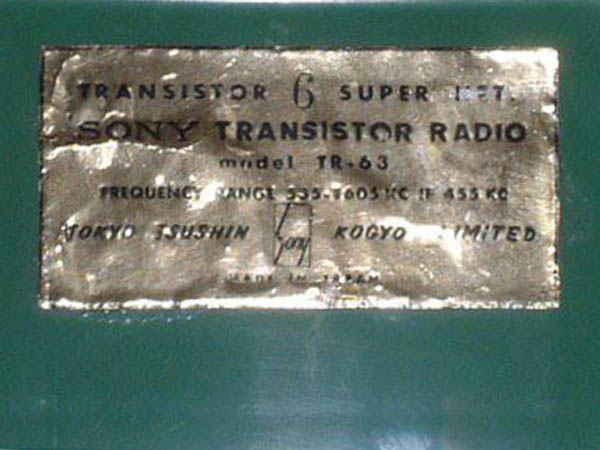 TRANSISTOR 6 SUPER HET.
SONY TRANSISTOR RADIO
model TR-63
FREQUENCY RANGE 535-1605 KC IF 455 KC
TOKYO TSUSHIN Sony KOGYO LIMITED
MADE IN JAPAN